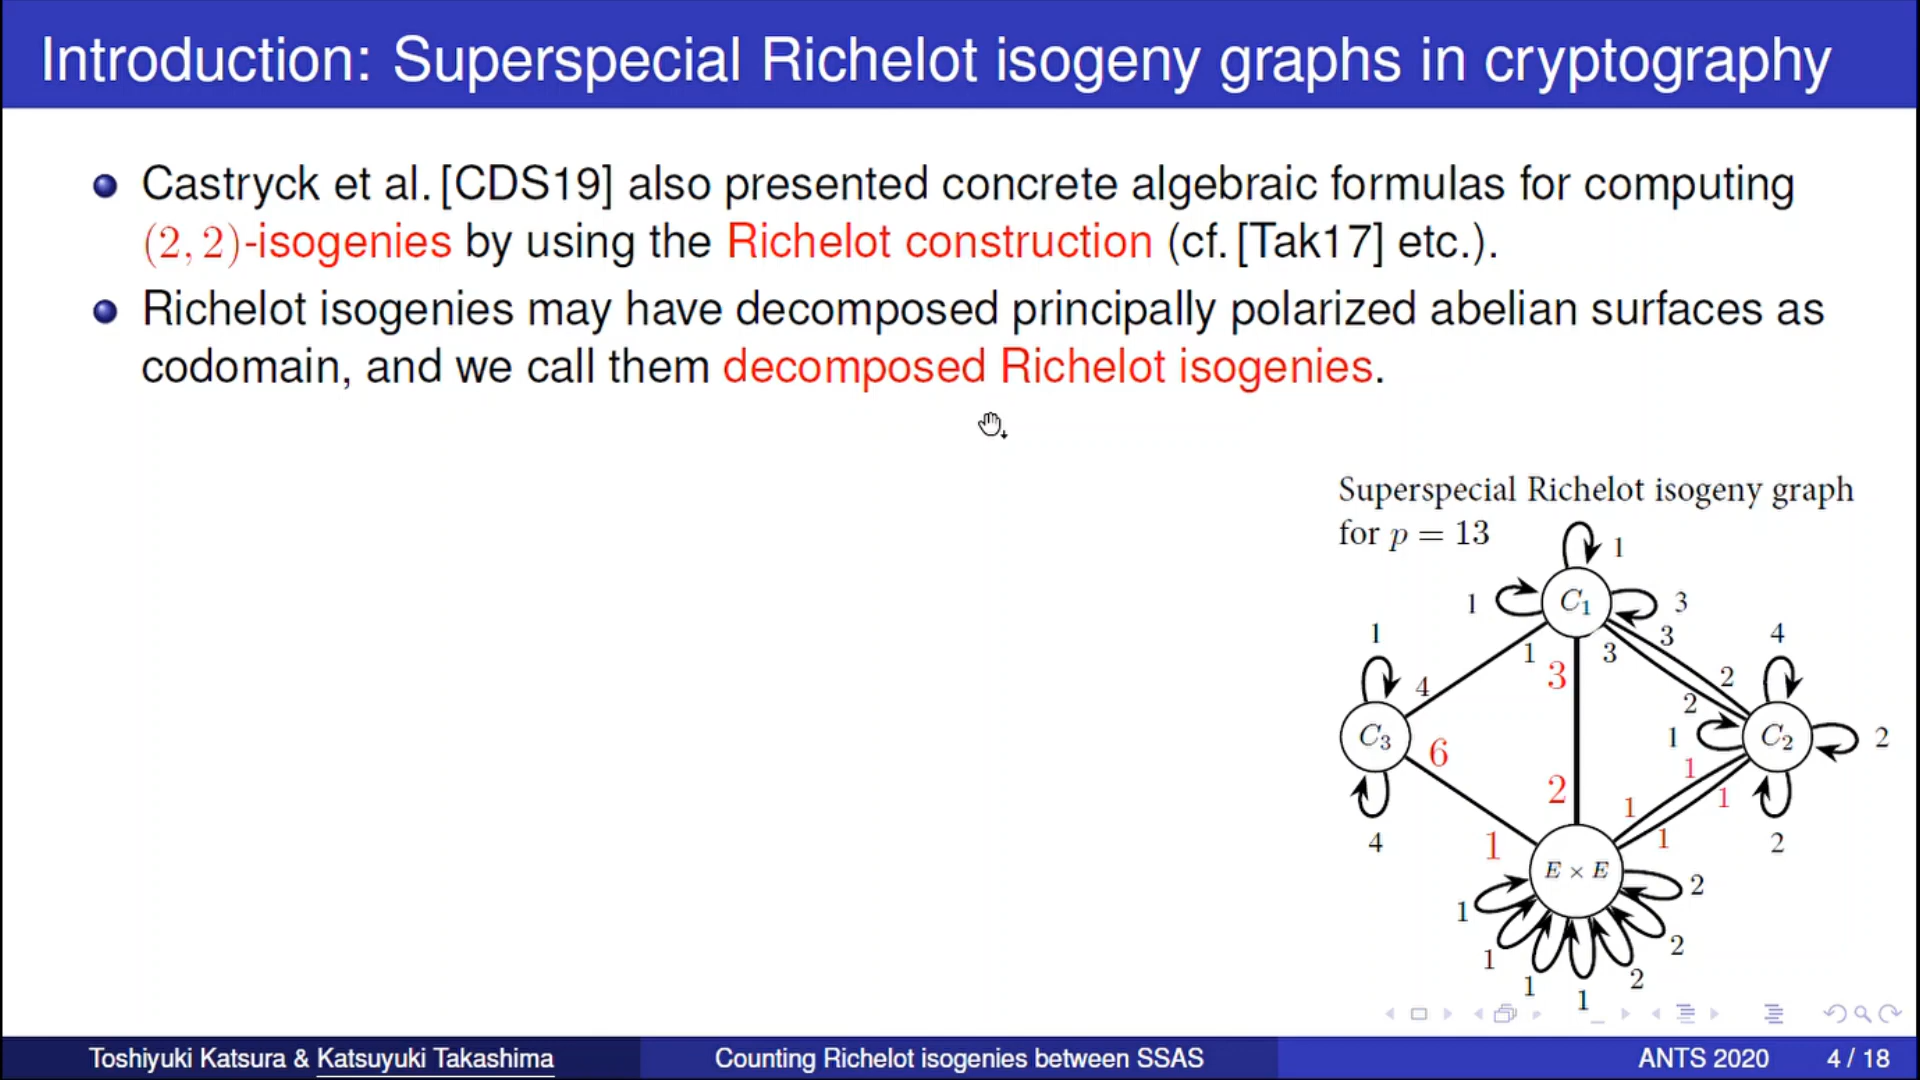 Introduction: Superspecial Richelot isogeny graphs in cryptography
Castryck et al. [CDS19] also presented concrete algebraic formulas for computing
(2, 2)-isogenies by using the Richelot construction (cf. [Tak17] etc.).
Richelot isogenies may have decomposed principally polarized abelian surfaces as
codomain, and we call them decomposed Richelot isogenies.
Superspecial Richelot isogeny graph
for p = 13
1
1 C₁ 3
1 3 3 3 4
4 2
2
C₃ 1 C₂ 2
6 1
2 1 1
4 1 1 2
E × E
1 2
1 2
1 2
1
Toshiyuki Katsura & Katsuyuki Takashima
Counting Richelot isogenies between SSAS
ANTS 2020
4 / 18